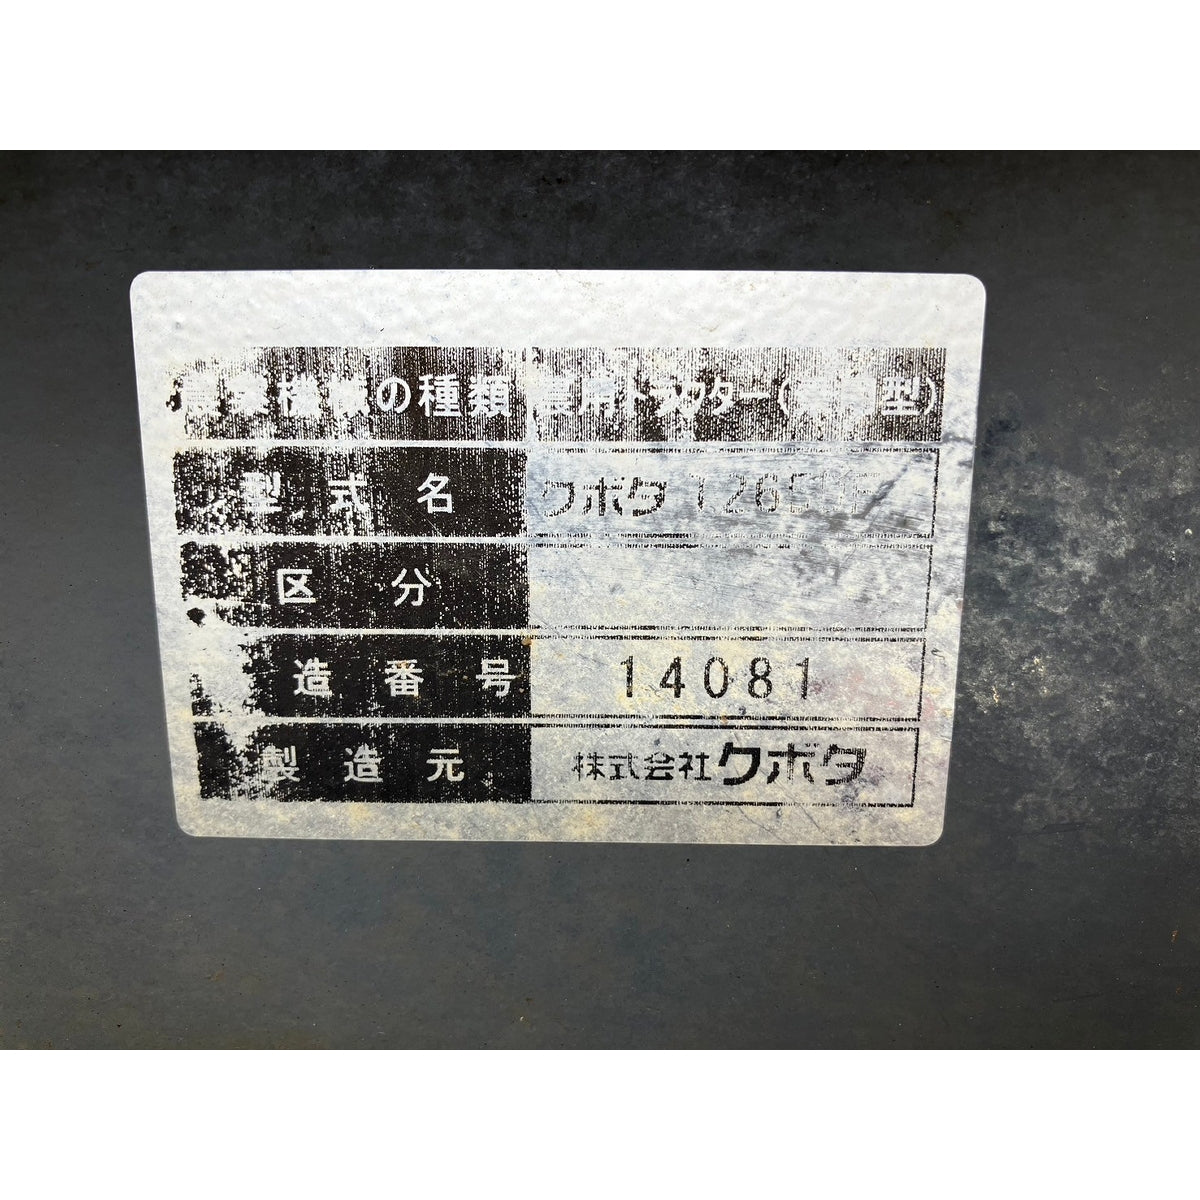 農業機械の種類 農用トラクター(乗用型)
型式名 クボタ
区分
造番号 14081
製造元 株式会社クボタ